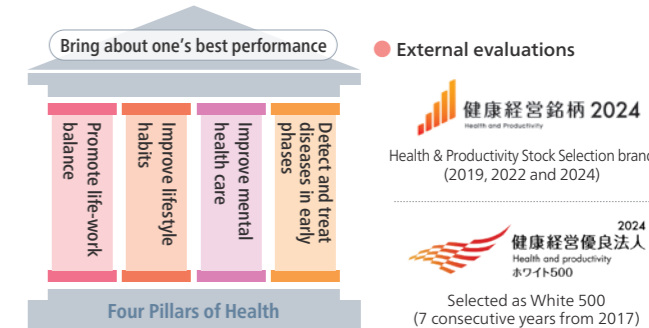 Bring about one's best performance
Promote life-work
balance
Improve lifestyle
habits
Improve mental
health care
Detect and treat
diseases in early
phases
Four Pillars of Health
External evaluations
健康経営銘柄 2024
Health and Productivity
Health & Productivity Stock Selection brand
(2019, 2022 and 2024)
2024
健康経営優良法人
Health and productivity
ホワイト500
Selected as White 500
(7 consecutive years from 2017)